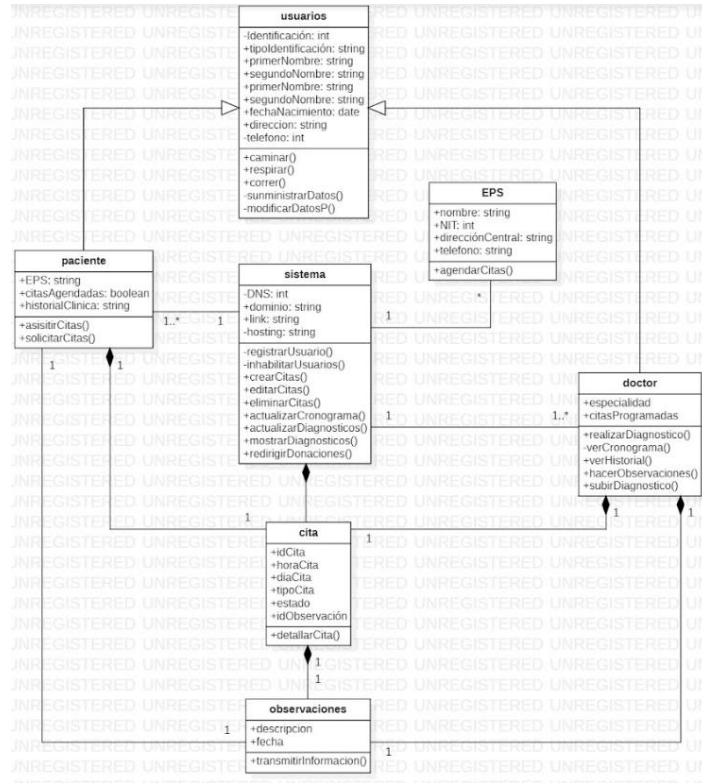 usuarios
-Identificación: int
+tipoIdentificación: string
+primerNombre: string
+segundoNombre: string
+primerNombre: string
+segundoNombre: string
+fechaNacimiento: date
+direccion: string
-telefono: int
+caminar()
+respirar()
+correr()
-sunministrarDatos()
-modificarDatosP()
EPS
+nombre: string
+NIT: int
+direcciónCentral: string
+telefono: string
+agendarCitas()
*
1
paciente
+EPS: string
+citasAgendadas: boolean
+historialClinica: string
+asisitirCitas()
+solicitarCitas()
1..*
1
1
1
sistema
-DNS: int
+dominio: string
+link: string
-hosting: string
-registrarUsuario()
-inhabilitarUsuarios()
+crearCitas()
+editarCitas()
+eliminarCitas()
+actualizarCronograma()
+actualizarDiagnosticos()
+mostrarDiagnosticos()
+redirigirDonaciones()
1
1..*
doctor
+especialidad
+citasProgramadas
+realizarDiagnostico()
-verCronograma()
+verHistorial()
+hacerObservaciones()
+subirDiagnostico()
1
1
1
1
cita
+idCita
+horaCita
+diaCita
+tipoCita
+estado
+idObservación
+detallarCita()
1
1
observaciones
+descripcion
+fecha
+transmitirInformacion()
1
1
UNREGISTERED